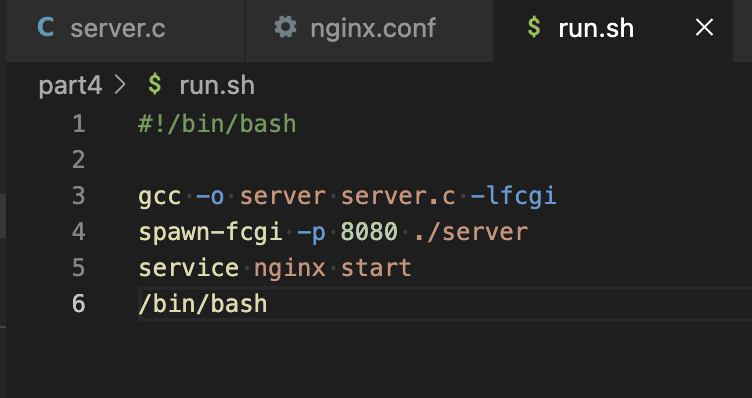 C server.c nginx.conf $ run.sh ×
part4 > $ run.sh
1 #!/bin/bash
2
3 gcc -o server server.c -lfcgi
4 spawn-fcgi -p 8080 ./server
5 service nginx start
6 /bin/bash